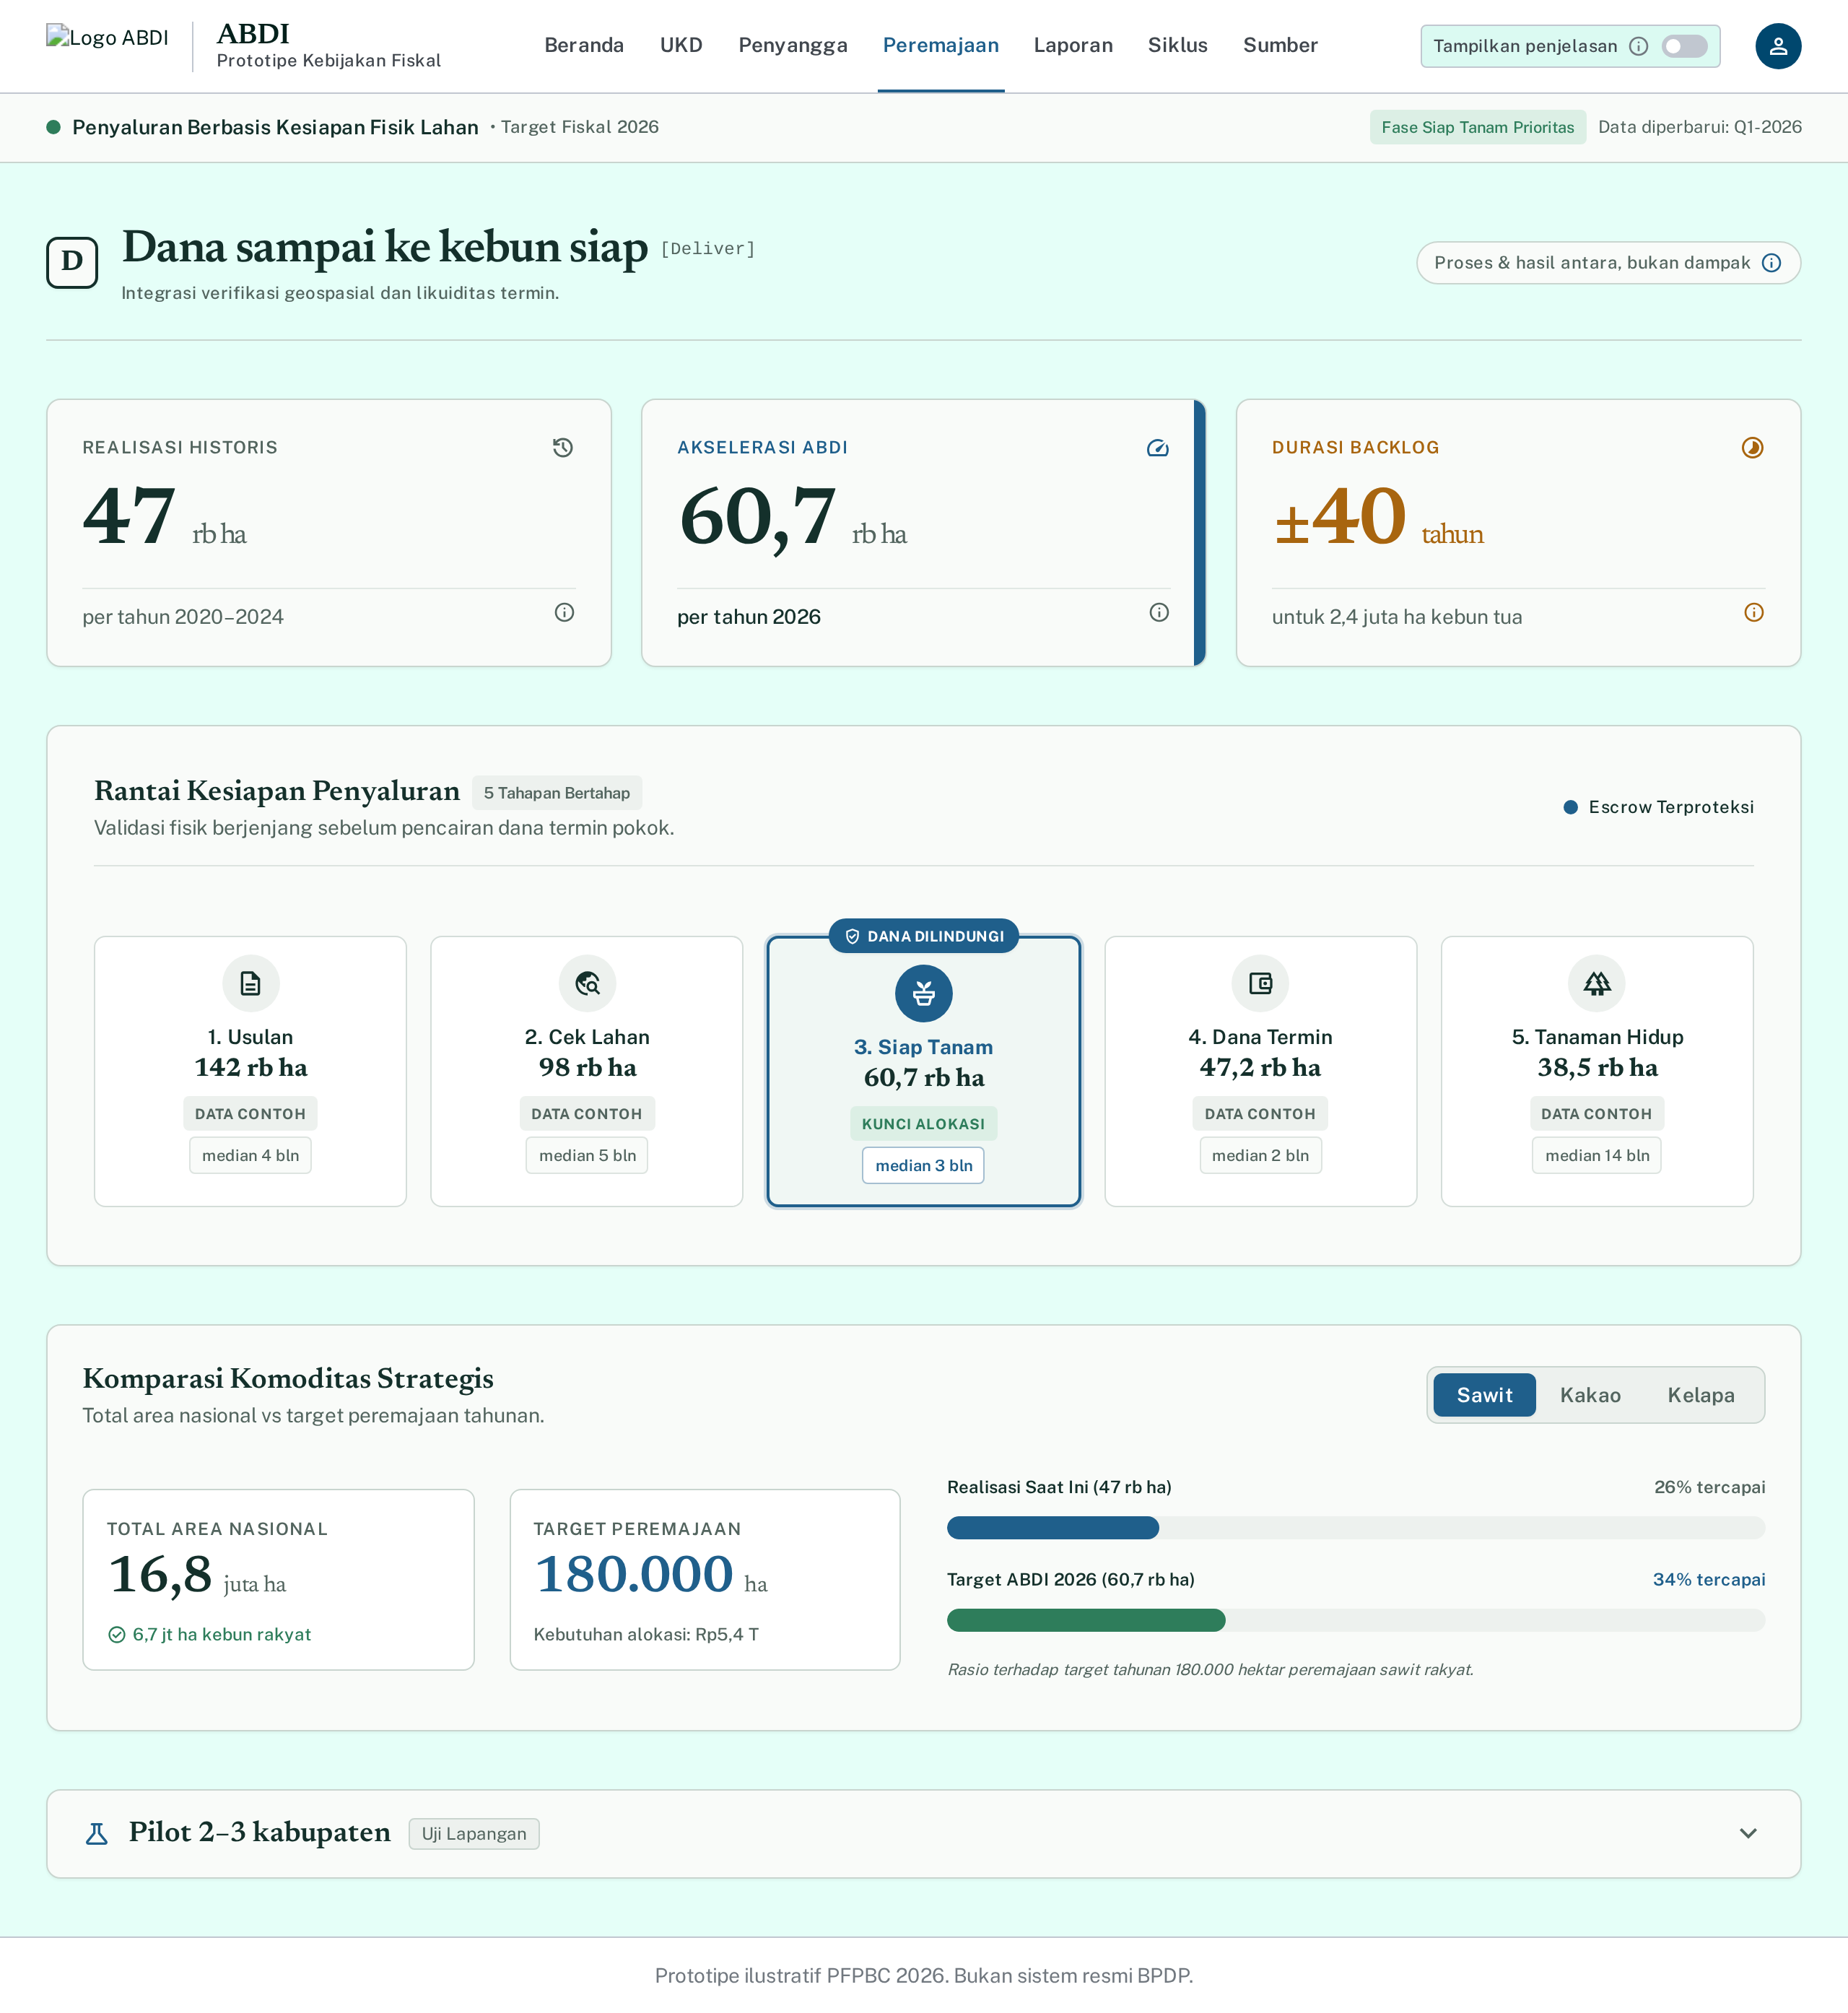 Logo ABDI
ABDI
Prototipe Kebijakan Fiskal
Beranda
UKD
Penyangga
Peremajaan
Laporan
Siklus
Sumber
Tampilkan penjelasan
Penyaluran Berbasis Kesiapan Fisik Lahan • Target Fiskal 2026
Fase Siap Tanam Prioritas
Data diperbarui: Q1-2026
D
Dana sampai ke kebun siap [Deliver]
Integrasi verifikasi geospasial dan likuiditas termin.
Proses & hasil antara, bukan dampak
REALISASI HISTORIS
47 rb ha
per tahun 2020–2024
AKSELERASI ABDI
60,7 rb ha
per tahun 2026
DURASI BACKLOG
±40 tahun
untuk 2,4 juta ha kebun tua
Rantai Kesiapan Penyaluran
5 Tahapan Bertahap
Validasi fisik berjenjang sebelum pencairan dana termin pokok.
Escrow Terproteksi
1. Usulan
142 rb ha
DATA CONTOH
median 4 bln
2. Cek Lahan
98 rb ha
DATA CONTOH
median 5 bln
DANA DILINDUNGI
3. Siap Tanam
60,7 rb ha
KUNCI ALOKASI
median 3 bln
4. Dana Termin
47,2 rb ha
DATA CONTOH
median 2 bln
5. Tanaman Hidup
38,5 rb ha
DATA CONTOH
median 14 bln
Komparasi Komoditas Strategis
Total area nasional vs target peremajaan tahunan.
Sawit
Kakao
Kelapa
TOTAL AREA NASIONAL
16,8 juta ha
6,7 jt ha kebun rakyat
TARGET PEREMAJAAN
180.000 ha
Kebutuhan alokasi: Rp5,4 T
Realisasi Saat Ini (47 rb ha)
26% tercapai
Target ABDI 2026 (60,7 rb ha)
34% tercapai
Rasio terhadap target tahunan 180.000 hektar peremajaan sawit rakyat.
Pilot 2–3 kabupaten
Uji Lapangan
Prototipe ilustratif PFPBC 2026. Bukan sistem resmi BPDP.